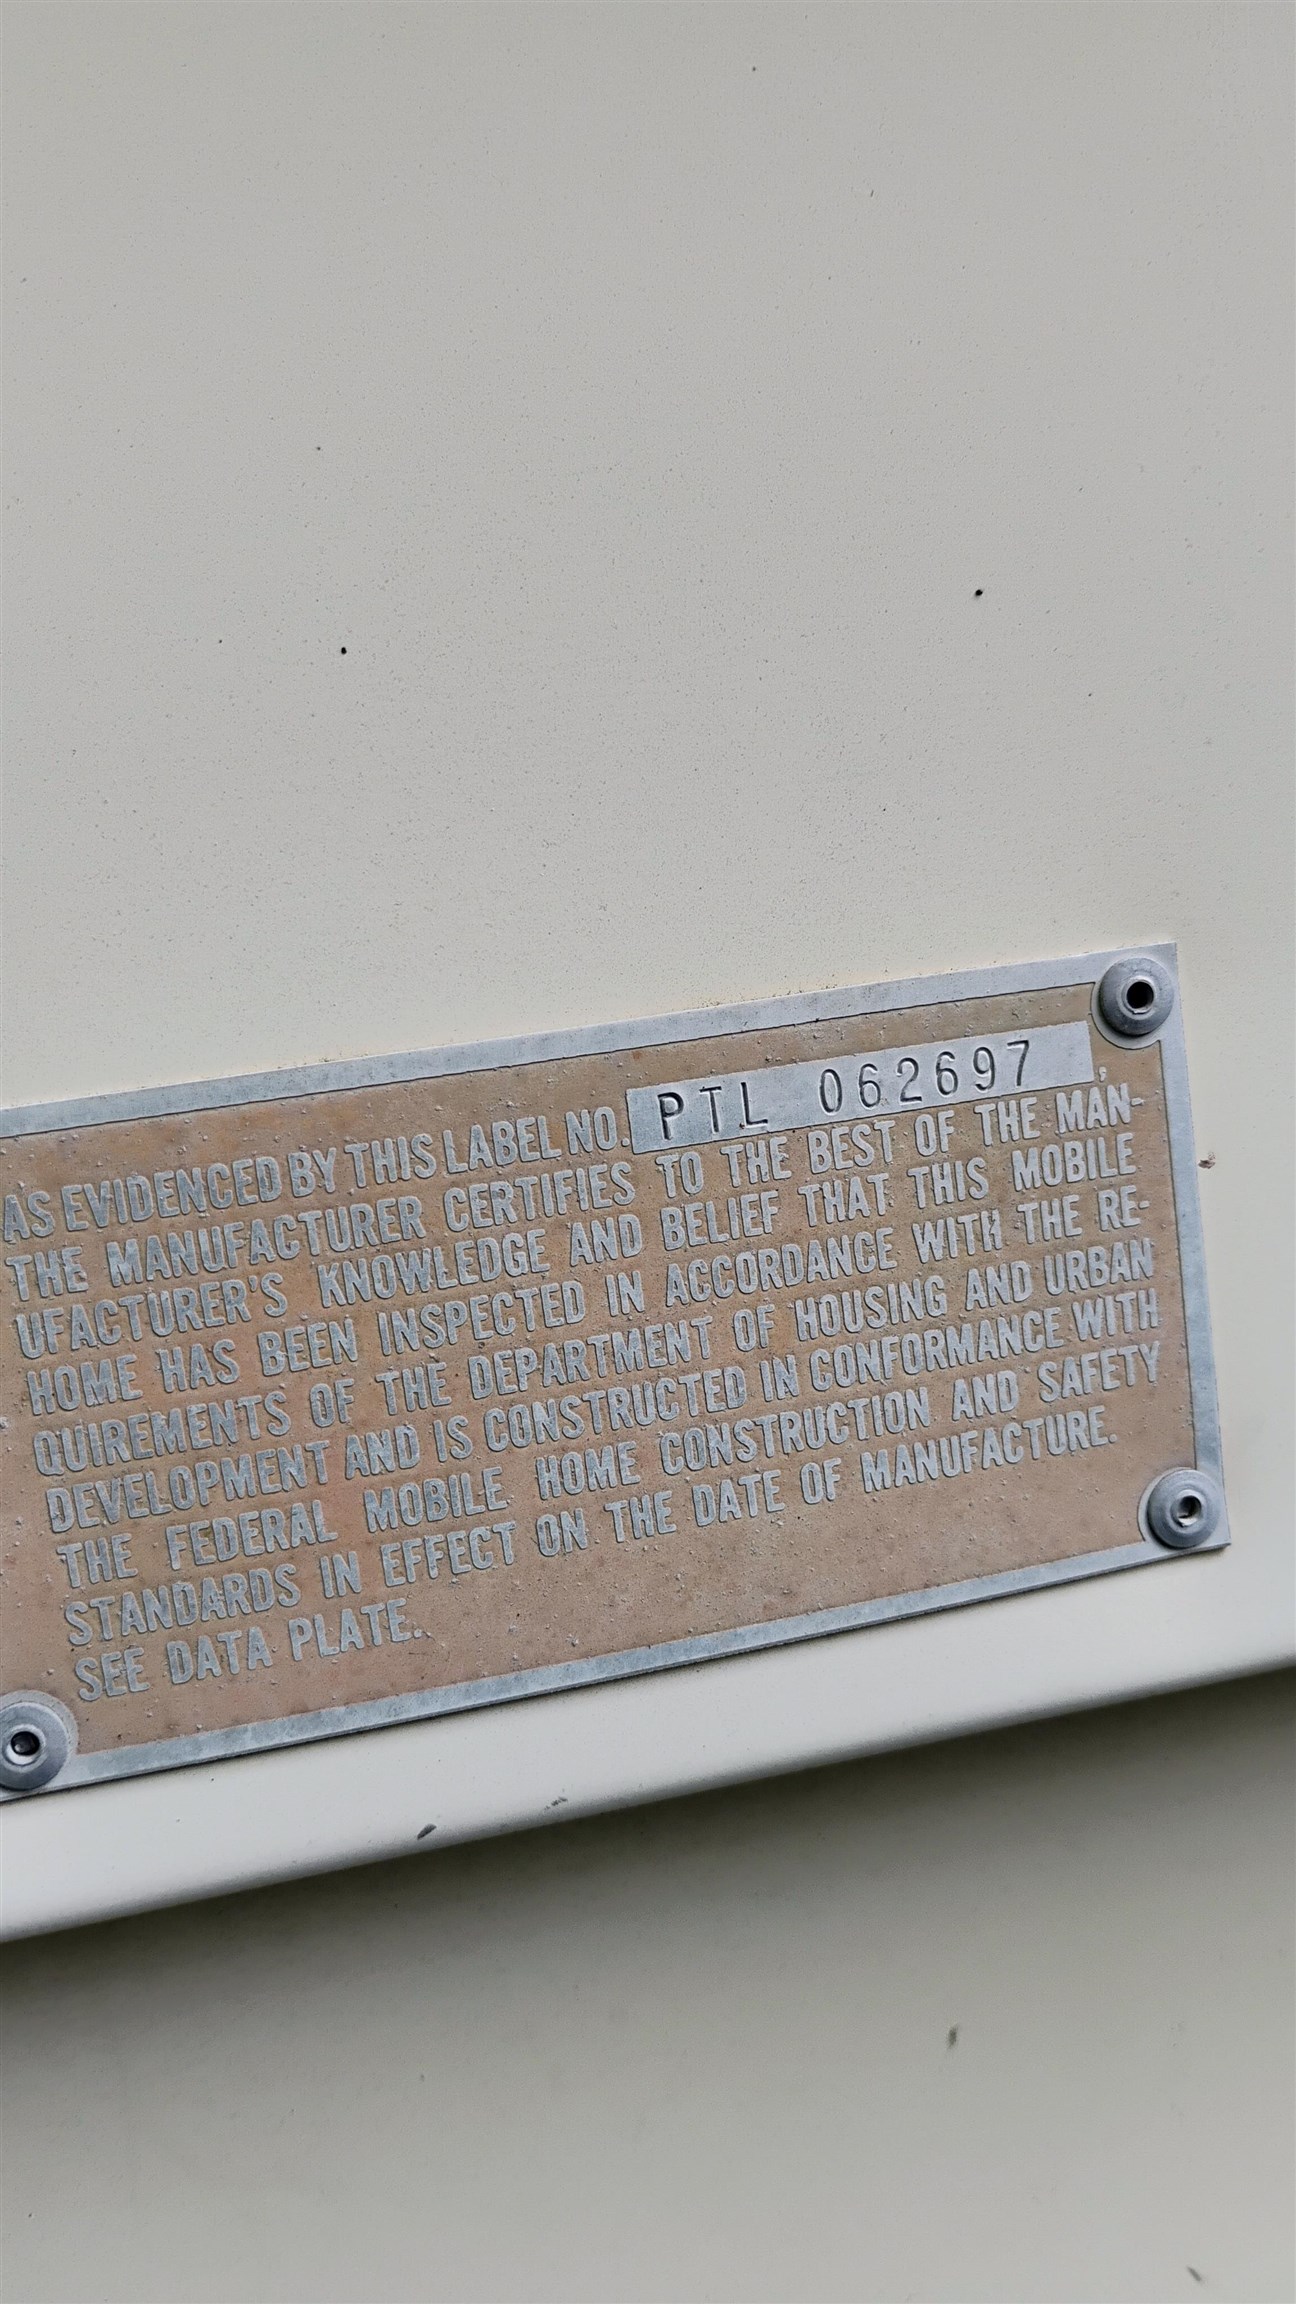 AS EVIDENCED BY THIS LABEL NO. PTL 062697,
THE MANUFACTURER CERTIFIES TO THE BEST OF THE MAN-
UFACTURER'S KNOWLEDGE AND BELIEF THAT THIS MOBILE
HOME HAS BEEN INSPECTED IN ACCORDANCE WITH THE RE-
QUIREMENTS OF THE DEPARTMENT OF HOUSING AND URBAN
DEVELOPMENT AND IS CONSTRUCTED IN CONFORMANCE WITH
THE FEDERAL MOBILE HOME CONSTRUCTION AND SAFETY
STANDARDS IN EFFECT ON THE DATE OF MANUFACTURE.
SEE DATA PLATE.